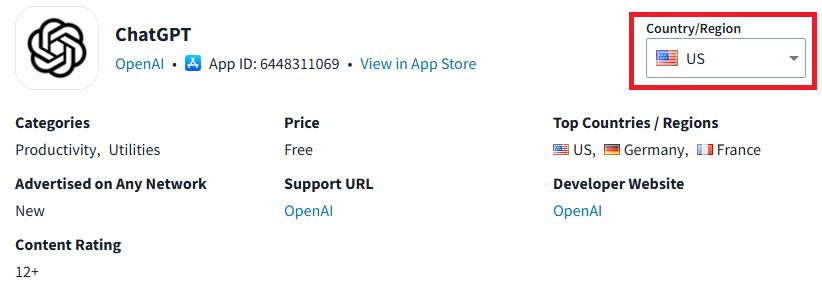 ChatGPT
OpenAI • App ID: 6448311069 • View in App Store
Country/Region
US
Categories
Productivity, Utilities
Price
Free
Top Countries / Regions
US, Germany, France
Advertised on Any Network
New
Support URL
OpenAI
Developer Website
OpenAI
Content Rating
12+